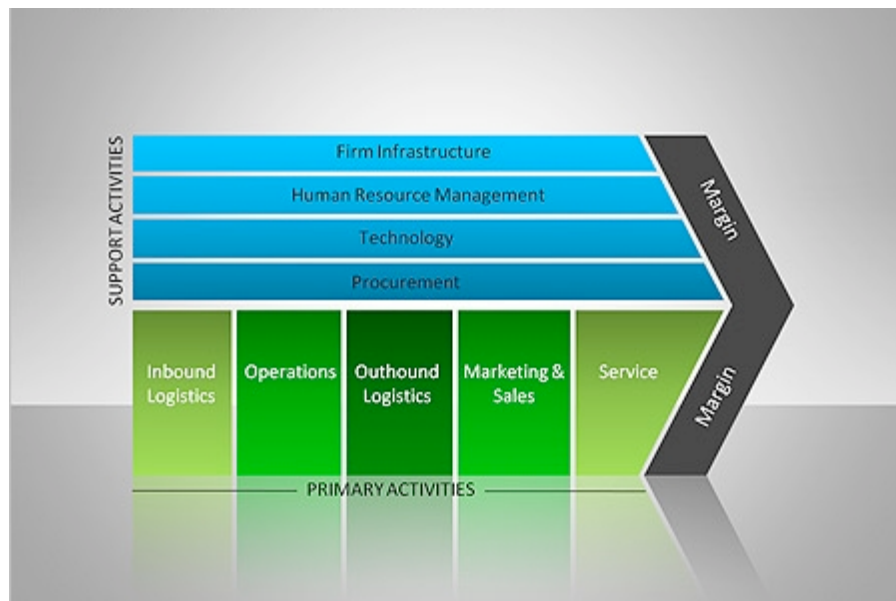 SUPPORT ACTIVITIES
Firm Infrastructure
Human Resource Management
Technology
Procurement
Margin
Inbound
Logistics
Operations
Outhound
Logistics
Marketing &
Sales
Service
Margin
PRIMARY ACTIVITIES